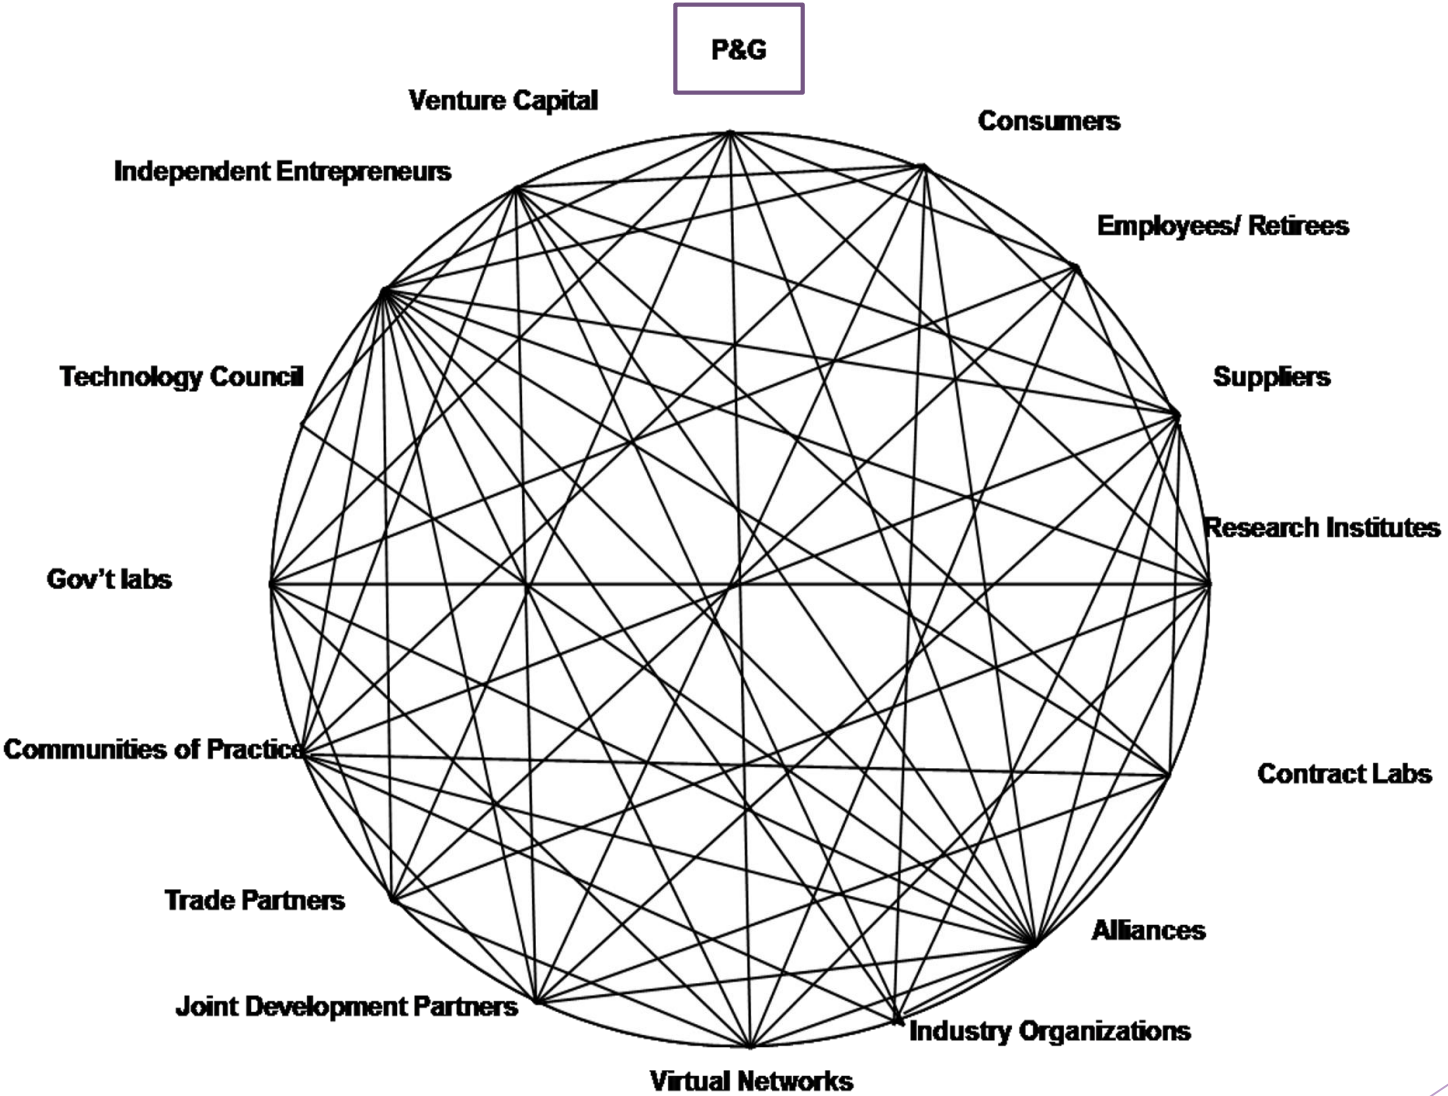 P&G
Venture Capital
Consumers
Independent Entrepreneurs
Employees/ Retirees
Technology Council
Suppliers
Research Institutes
Gov't labs
Communities of Practice
Contract Labs
Trade Partners
Alliances
Joint Development Partners
Industry Organizations
Virtual Networks